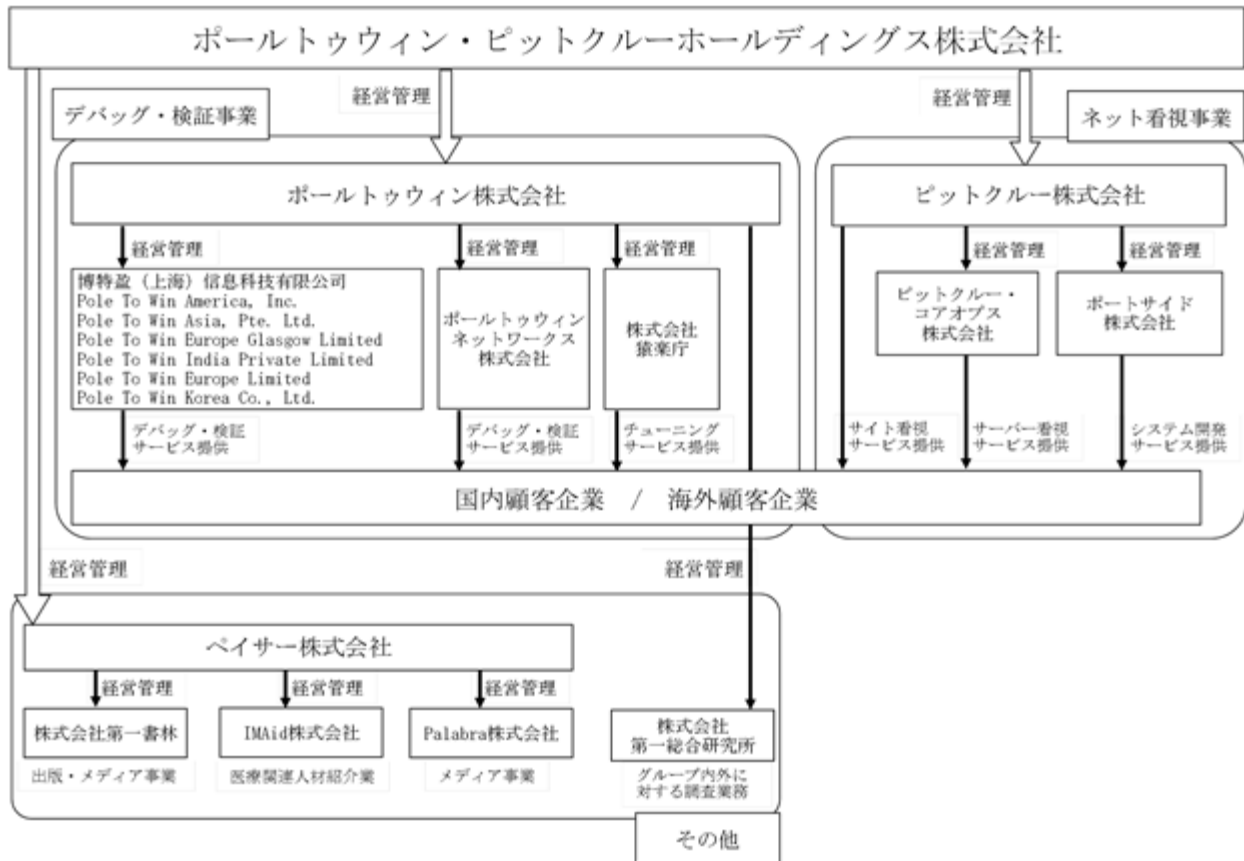 ポールトゥウィン・ピットクルーホールディングス株式会社
経営管理
経営管理
デバッグ・検証事業
ネット看視事業
ポールトゥウィン株式会社
ピットクルー株式会社
経営管理
経営管理
経営管理
経営管理
経営管理
博特盈（上海）信息科技有限公司
Pole To Win America, Inc.
Pole To Win Asia, Pte. Ltd.
Pole To Win Europe Glasgow Limited
Pole To Win India Private Limited
Pole To Win Europe Limited
Pole To Win Korea Co., Ltd.
ポールトゥウィン
ネットワークス
株式会社
株式会社
猿楽庁
ピットクルー・
コアオプス
株式会社
ポートサイド
株式会社
デバッグ・検証
サービス提供
デバッグ・検証
サービス提供
チューニング
サービス提供
サイト看視
サービス提供
サーバー看視
サービス提供
システム開発
サービス提供
国内顧客企業 / 海外顧客企業
経営管理
経営管理
ペイサー株式会社
経営管理
経営管理
経営管理
株式会社第一書林
IMAid株式会社
Palabra株式会社
株式会社
第一総合研究所
出版・メディア事業
医療関連人材紹介業
メディア事業
グループ内外に
対する調査業務
その他